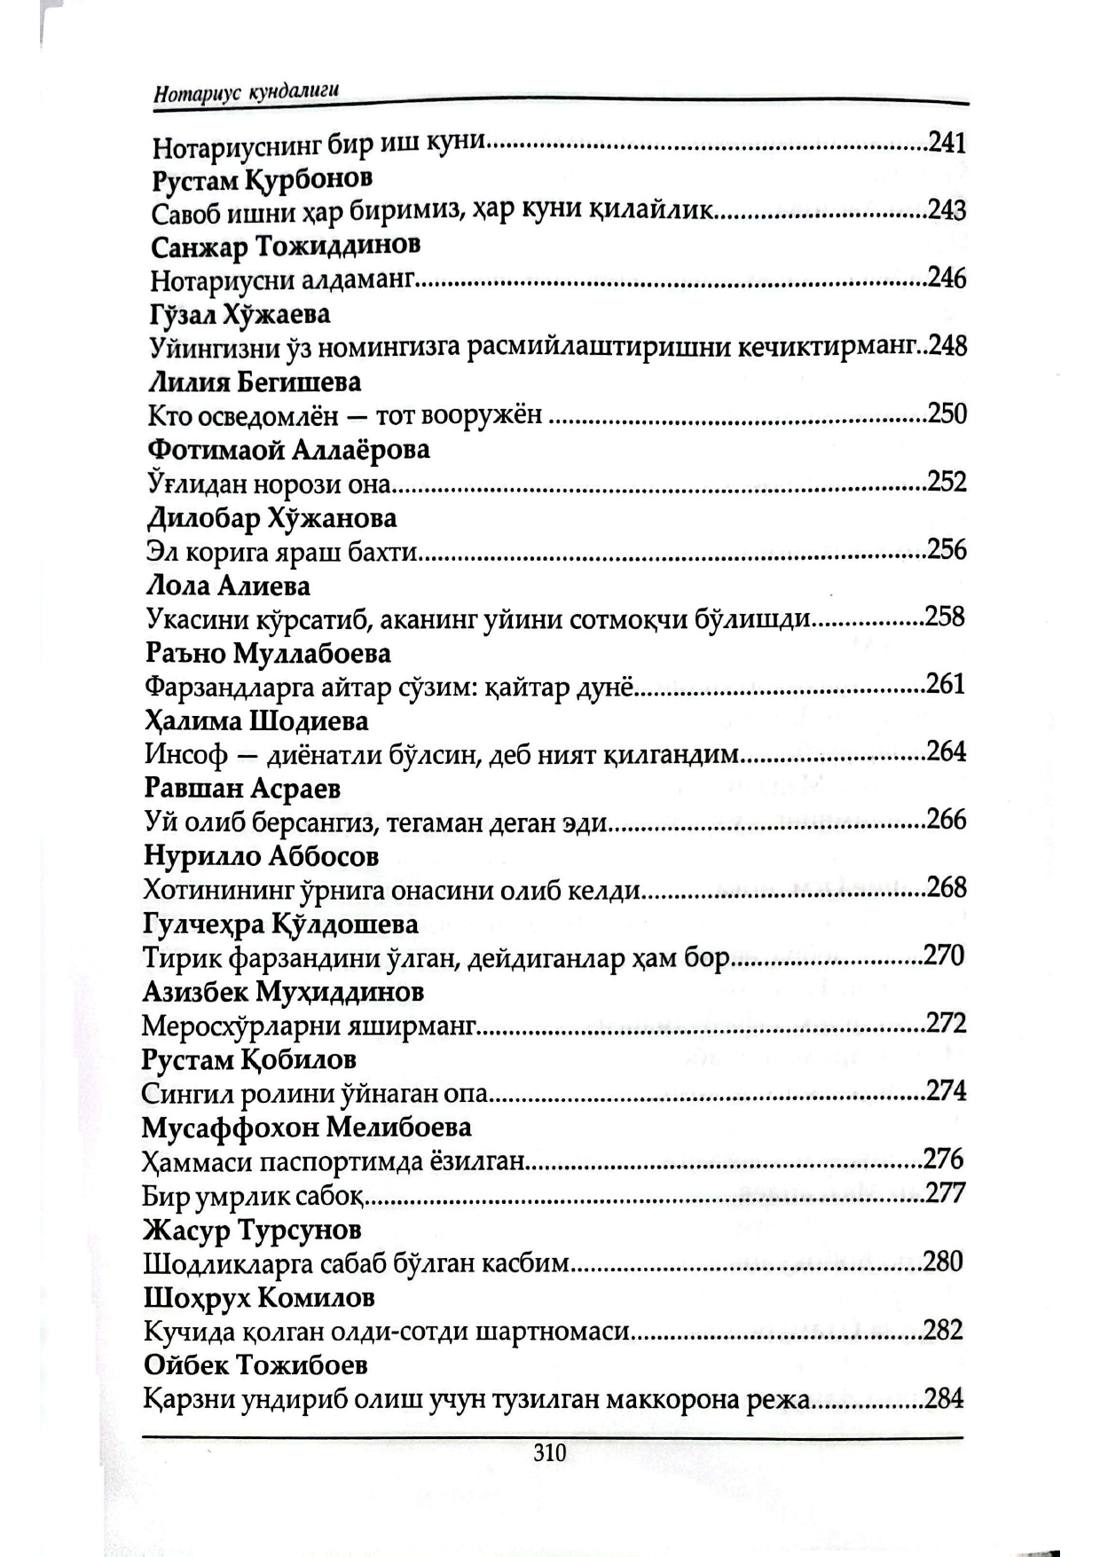 Нотариус кундалиги
Нотариуснинг бир иш куни................................................................241
Рустам Қурбонов
Савоб ишни ҳар биримиз, ҳар куни қилайлик..............................243
Санжар Тожиддинов
Нотариусни алдаманг..........................................................................246
Гўзал Хўжаева
Уйингизни ўз номингизга расмийлаштиришни кечиктирманг..248
Лилия Бегишева
Кто осведомлён — тот вооружён ......................................................250
Фотимаой Аллаёрова
Ўғлидан норози она.............................................................................252
Дилобар Хўжанова
Эл корига яраш бахти.........................................................................256
Лола Алиева
Укасини кўрсатиб, аканинг уйини сотмоқчи бўлишди................258
Раъно Муллабоева
Фарзандларга айтар сўзим: қайтар дунё.........................................261
Ҳалима Шодиева
Инсоф — диёнатли бўлсин, деб ният қилгандим..........................264
Равшан Асраев
Уй олиб берсангиз, тегаман деган эди.............................................266
Нурилло Аббосов
Хотинининг ўрнига онасини олиб келди........................................268
Гулчеҳра Қўлдошева
Тирик фарзандини ўлган, дейдиганлар ҳам бор...........................270
Азизбек Муҳиддинов
Меросхўрларни яширманг................................................................272
Рустам Қобилов
Сингил ролини ўйнаган опа..............................................................274
Мусаффохон Мелибоева
Ҳаммаси паспортимда ёзилган.........................................................276
Бир умрлик сабоқ................................................................................277
Жасур Турсунов
Шодликларга сабаб бўлган касбим..................................................280
Шоҳрух Комилов
Кучида қолган олди-сотди шартномаси.........................................282
Ойбек Тожибоев
Қарзни ундириб олиш учун тузилган маккорона режа................284
310